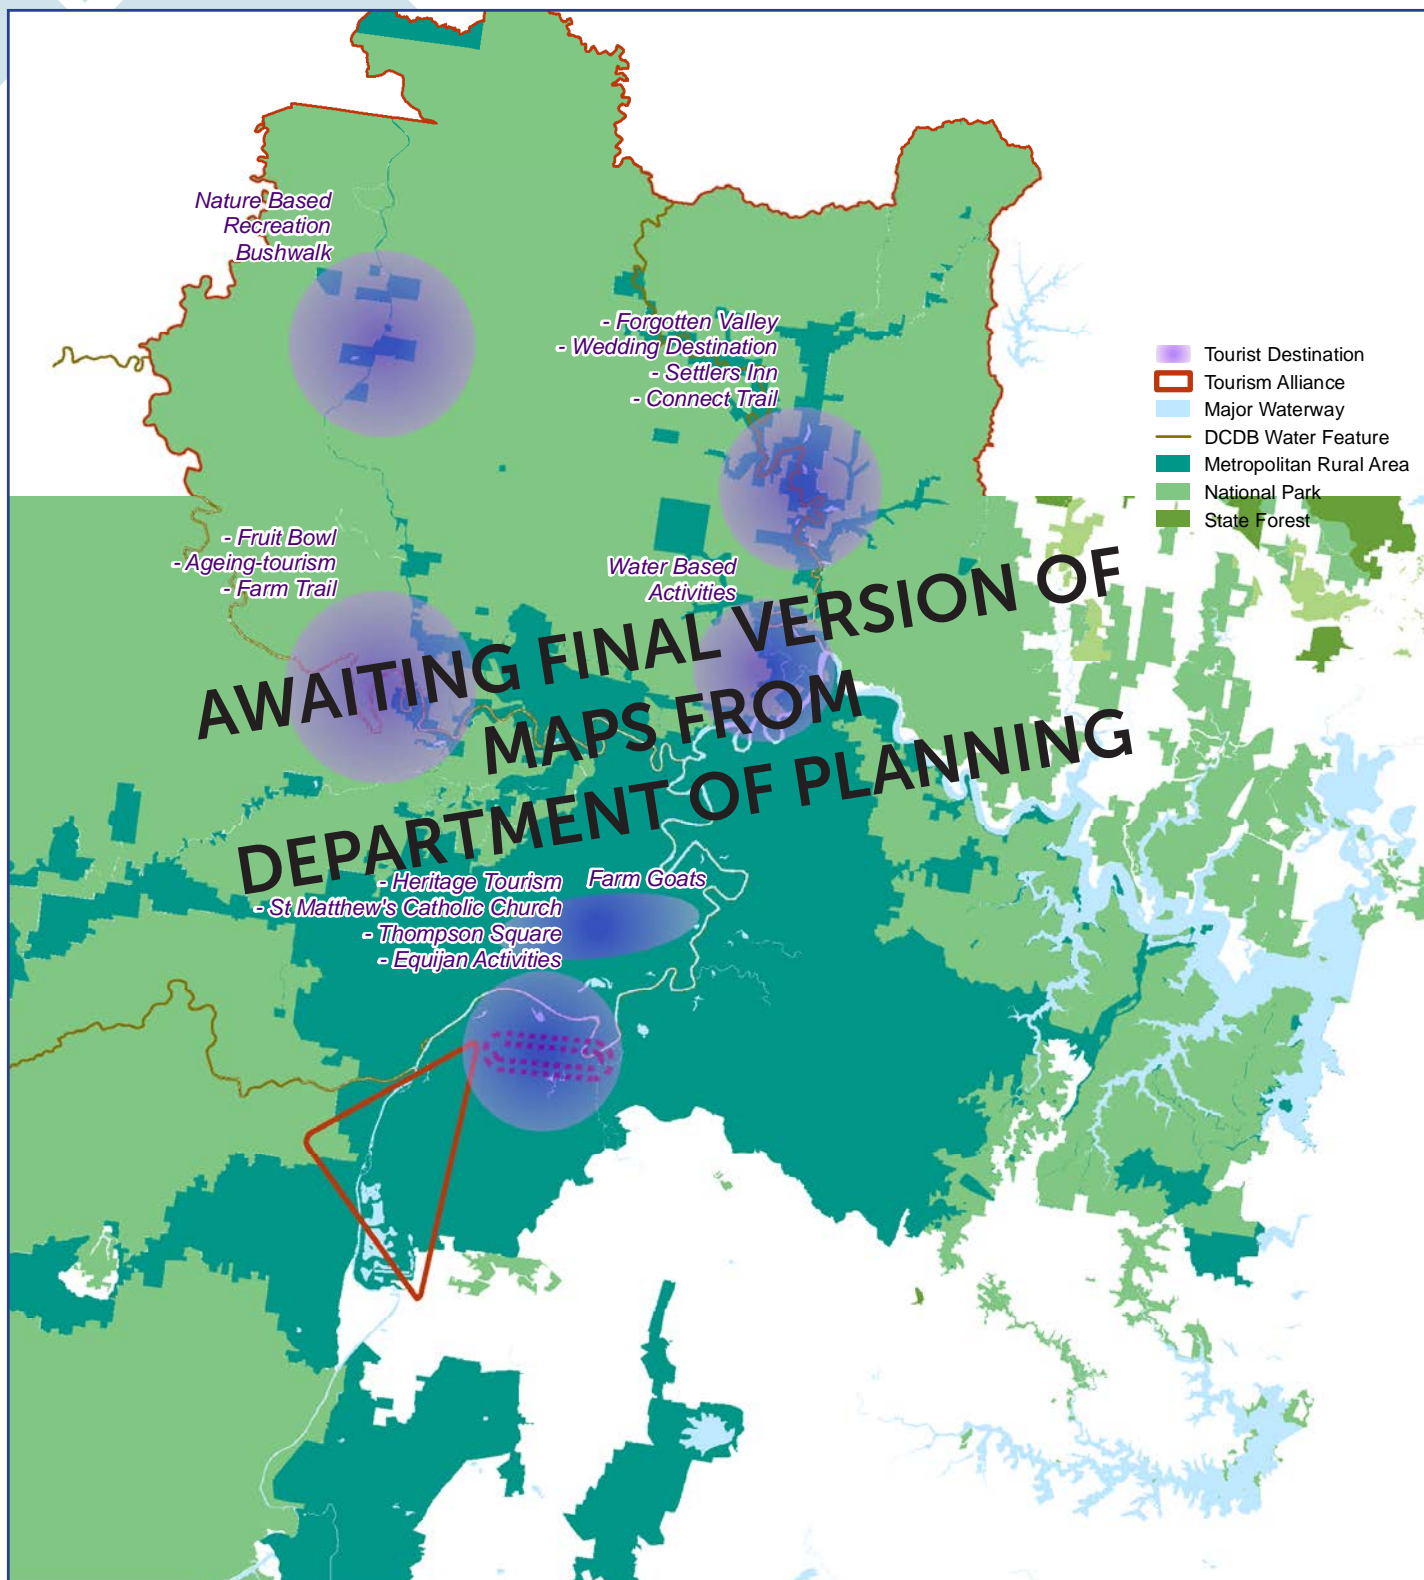 Nature Based
Recreation
Bushwalk
- Forgotten Valley
- Wedding Destination
- Settlers Inn
- Connect Trail
Tourist Destination
Tourism Alliance
Major Waterway
DCDB Water Feature
Metropolitan Rural Area
National Park
State Forest
- Fruit Bowl
- Ageing-tourism
- Farm Trail
Water Based
Activities
AWAITING FINAL VERSION OF
MAPS FROM
DEPARTMENT OF PLANNING
- Heritage Tourism
- St Matthew's Catholic Church
- Thompson Square
- Equijan Activities
Farm Goats